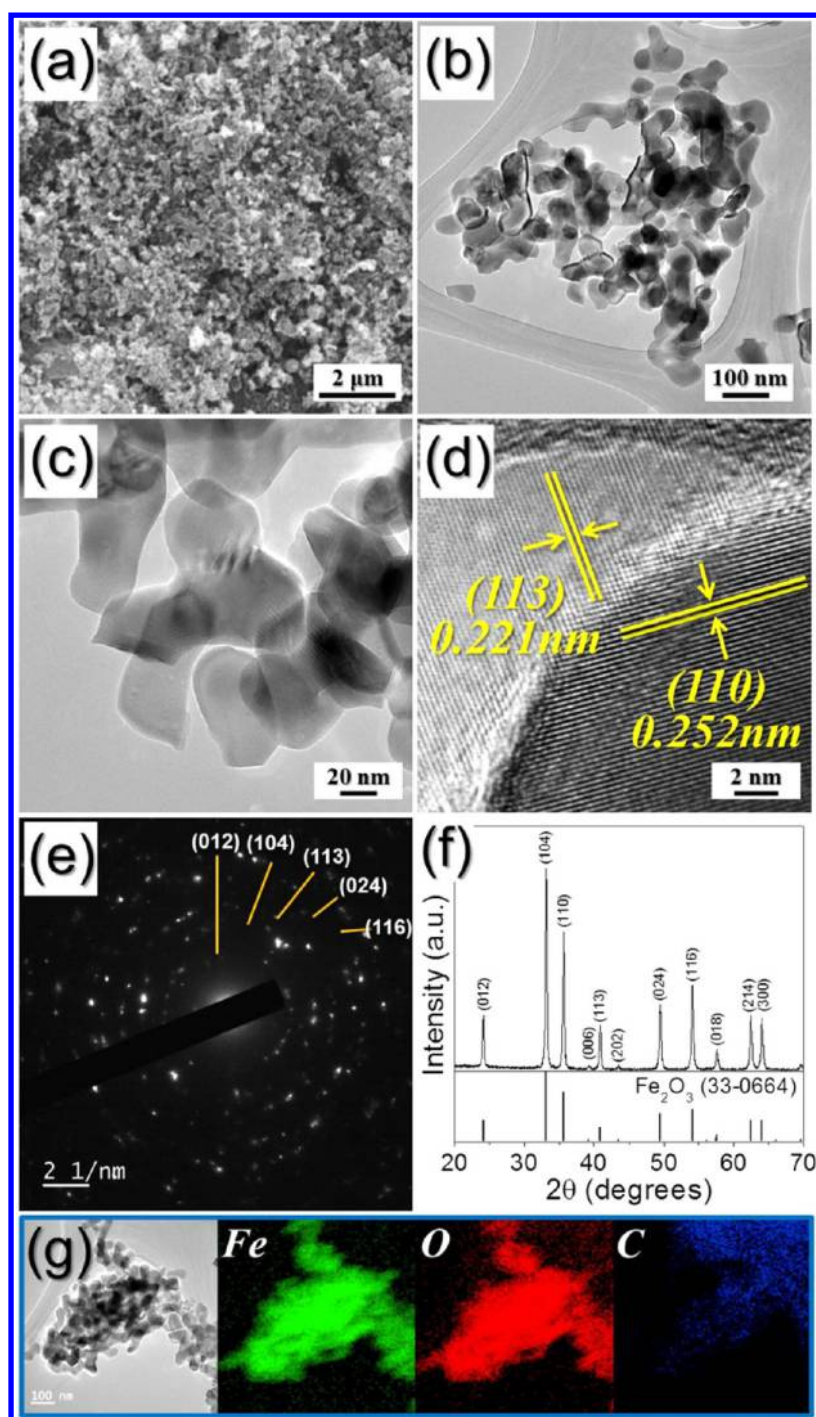 (a)
2 μm
(b)
100 nm
(c)
20 nm
(d)
(113)
0.221nm
(110)
0.252nm
2 nm
(e)
(012)
(104)
(113)
(024)
(116)
2 1/nm
(f)
Intensity (a.u.)
(012)
(104)
(110)
(006)
(113)
(202)
(024)
(116)
(018)
(214)
(300)
Fe₂O₃ (33-0664)
20 30 40 50 60 70
2θ (degrees)
(g)
100 nm
Fe
O
C